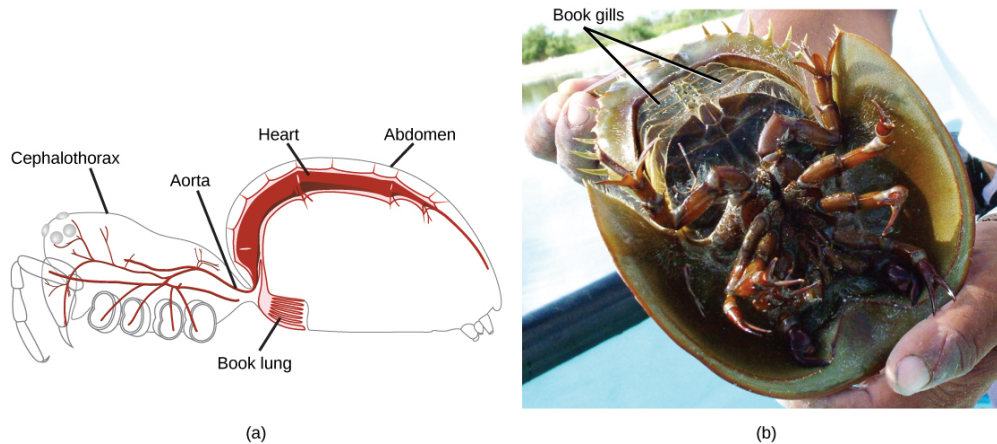 Book gills
Heart
Abdomen
Cephalothorax
Aorta
Book lung
(a)
(b)